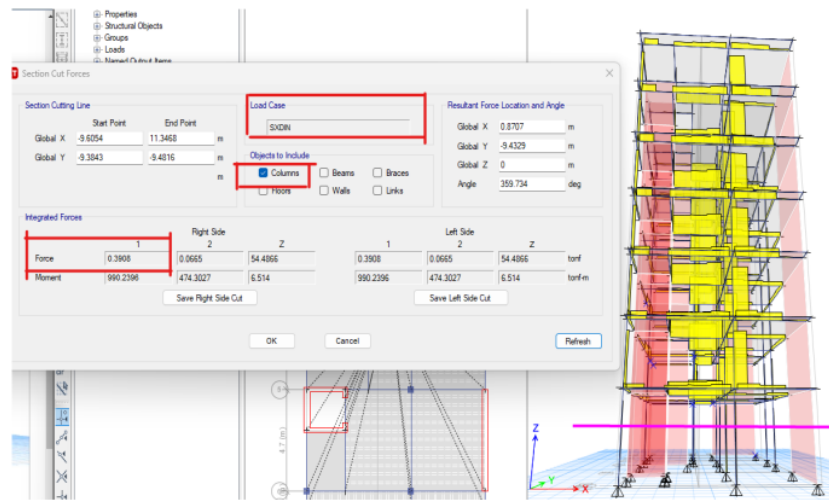 Properties
Structural Objects
Groups
Loads
Named Output Items
Section Cut Forces
Section Cutting Line
Start Point End Point
Global X -9.6054 11.3468 m
Global Y -9.3843 -9.4816 m
m
Load Case
SXDIN
Objects to Include
Columns Beams Braces
Floors Walls Links
Resultant Force Location and Angle
Global X 0.8707 m
Global Y -9.4329 m
Global Z 0 m
Angle 359.734 deg
Integrated Forces
Right Side Left Side
1 2 Z 1 2 Z
Force 0.3908 0.0665 54.4866 0.3908 0.0665 54.4866 tonf
Moment 990.2396 474.3027 6.514 990.2396 474.3027 6.514 tonf-m
Save Right Side Cut Save Left Side Cut
OK Cancel Refresh
4.7 (m)
Z
Y
X